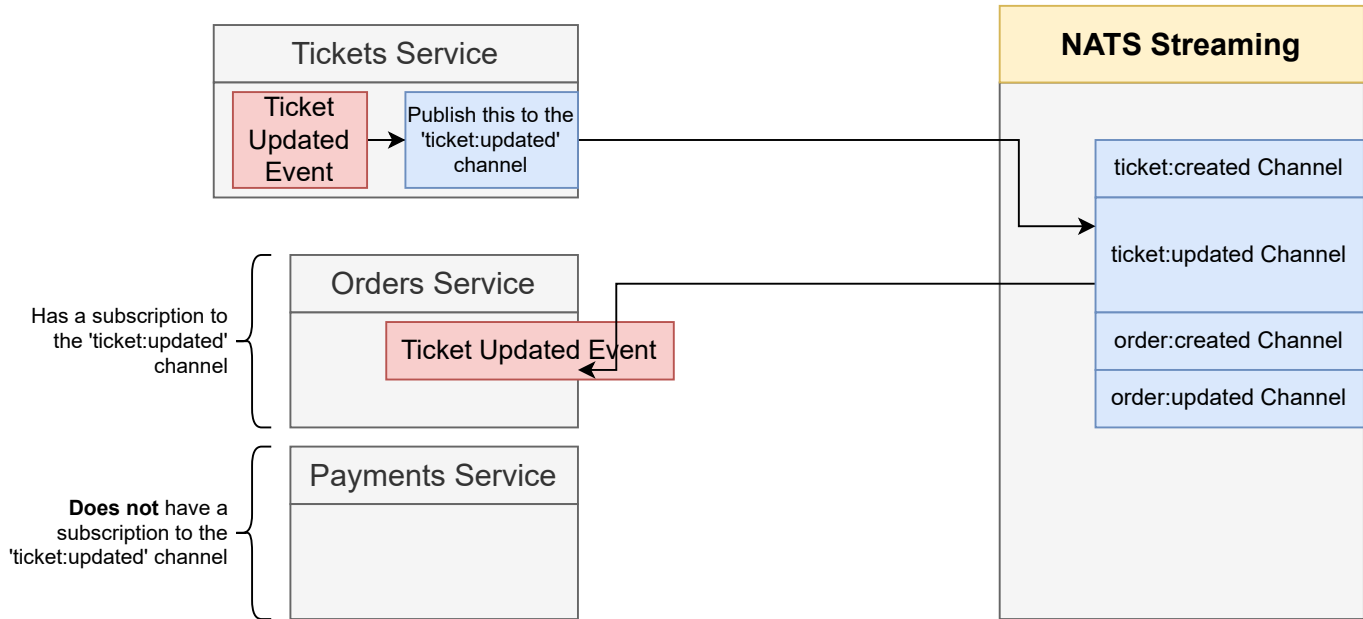 Tickets Service
Ticket
Updated
Event
Publish this to the
'ticket:updated'
channel
NATS Streaming
ticket:created Channel
ticket:updated Channel
order:created Channel
order:updated Channel
Has a subscription to
the 'ticket:updated'
channel
Orders Service
Ticket Updated Event
Does not have a
subscription to the
'ticket:updated' channel
Payments Service